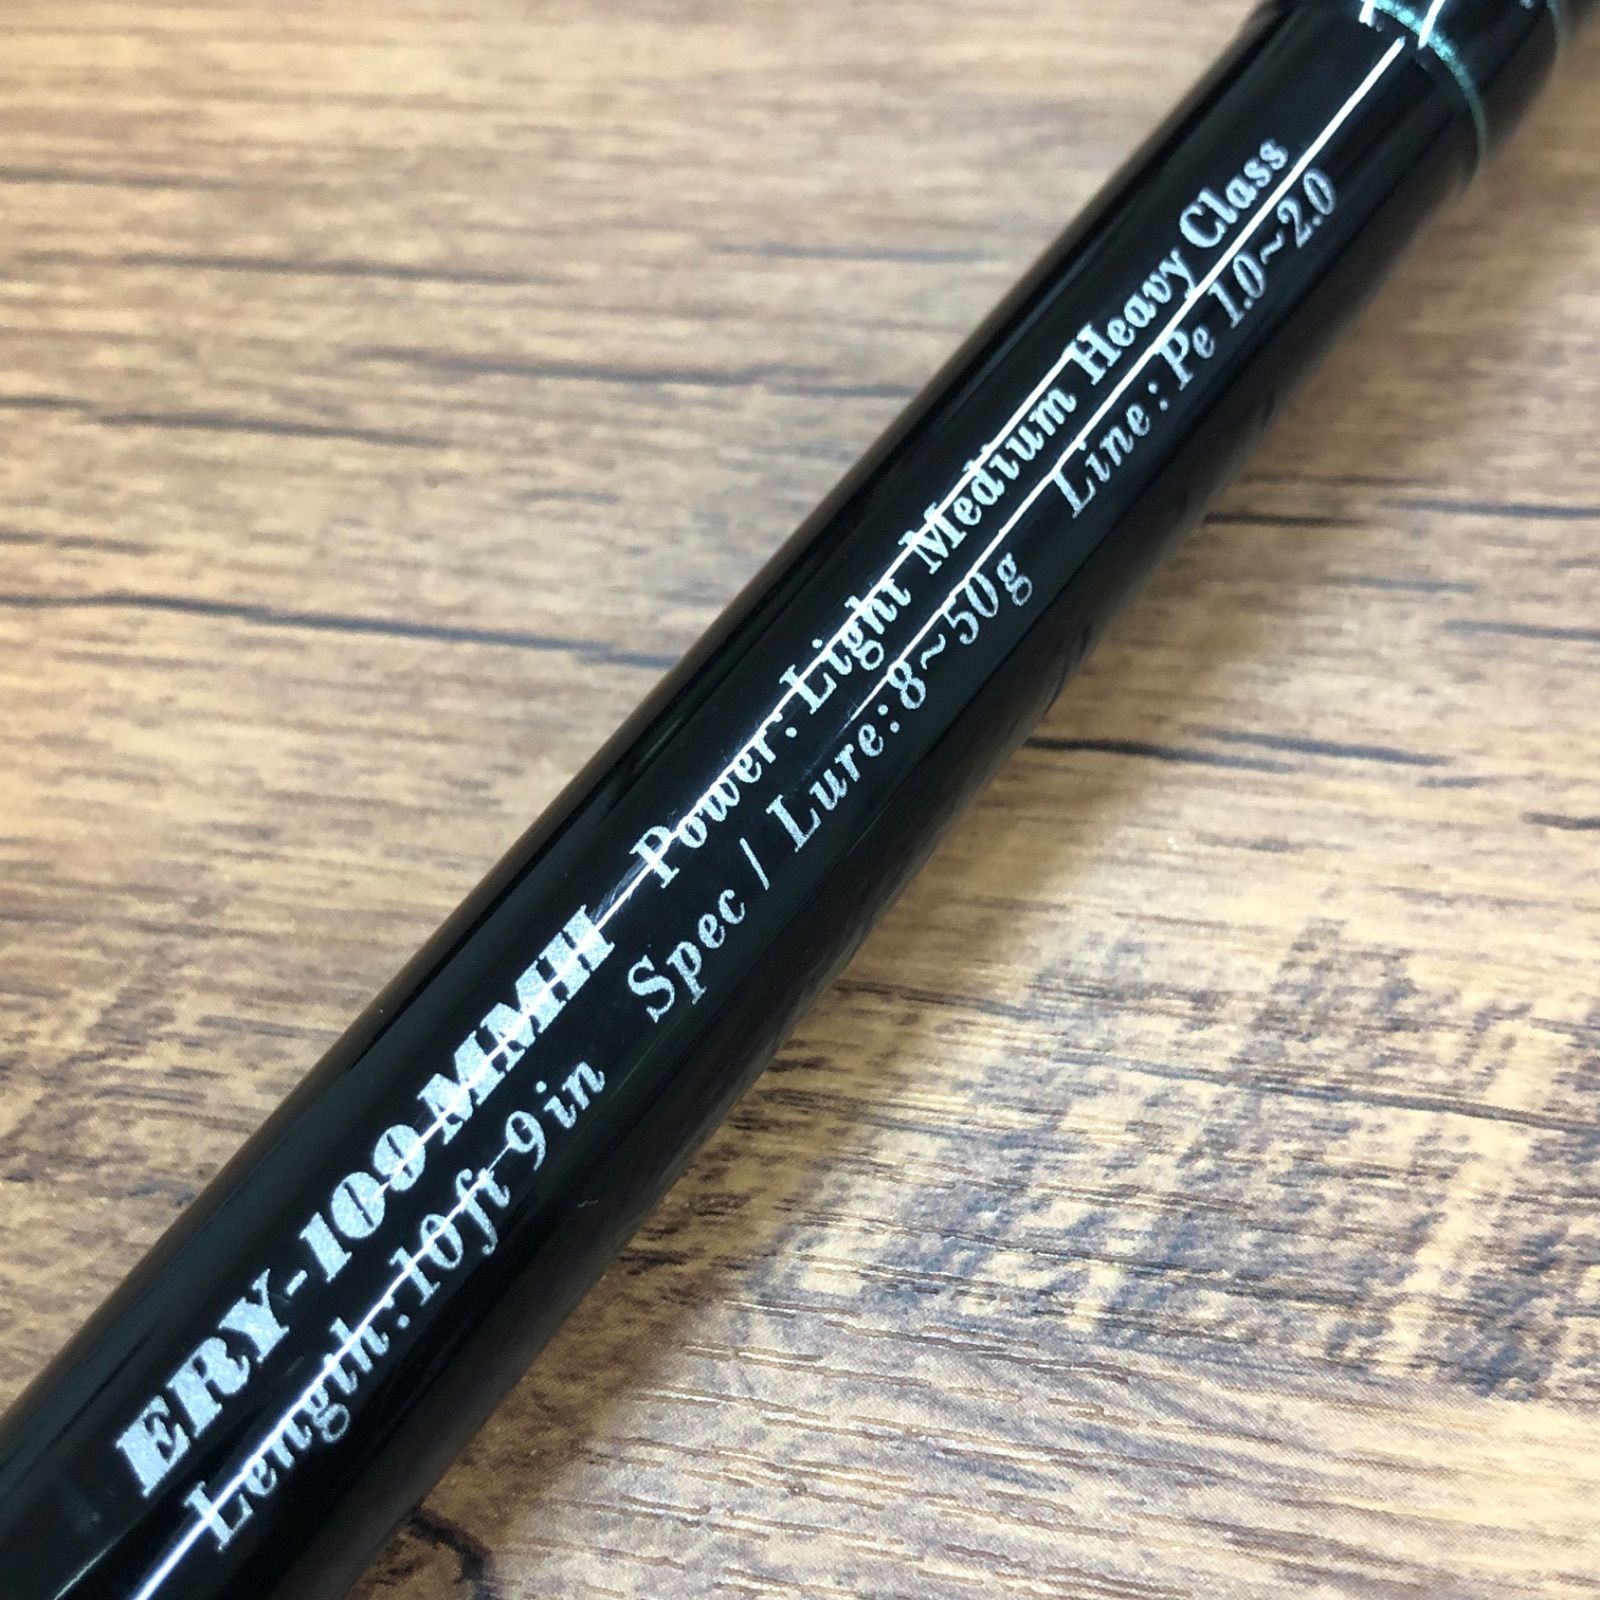 ERY-109MMH Power: Light Medium Heavy Class
Length:10ft 9in Spec / Lure:8~50g Line:Pe 1.0~2.0